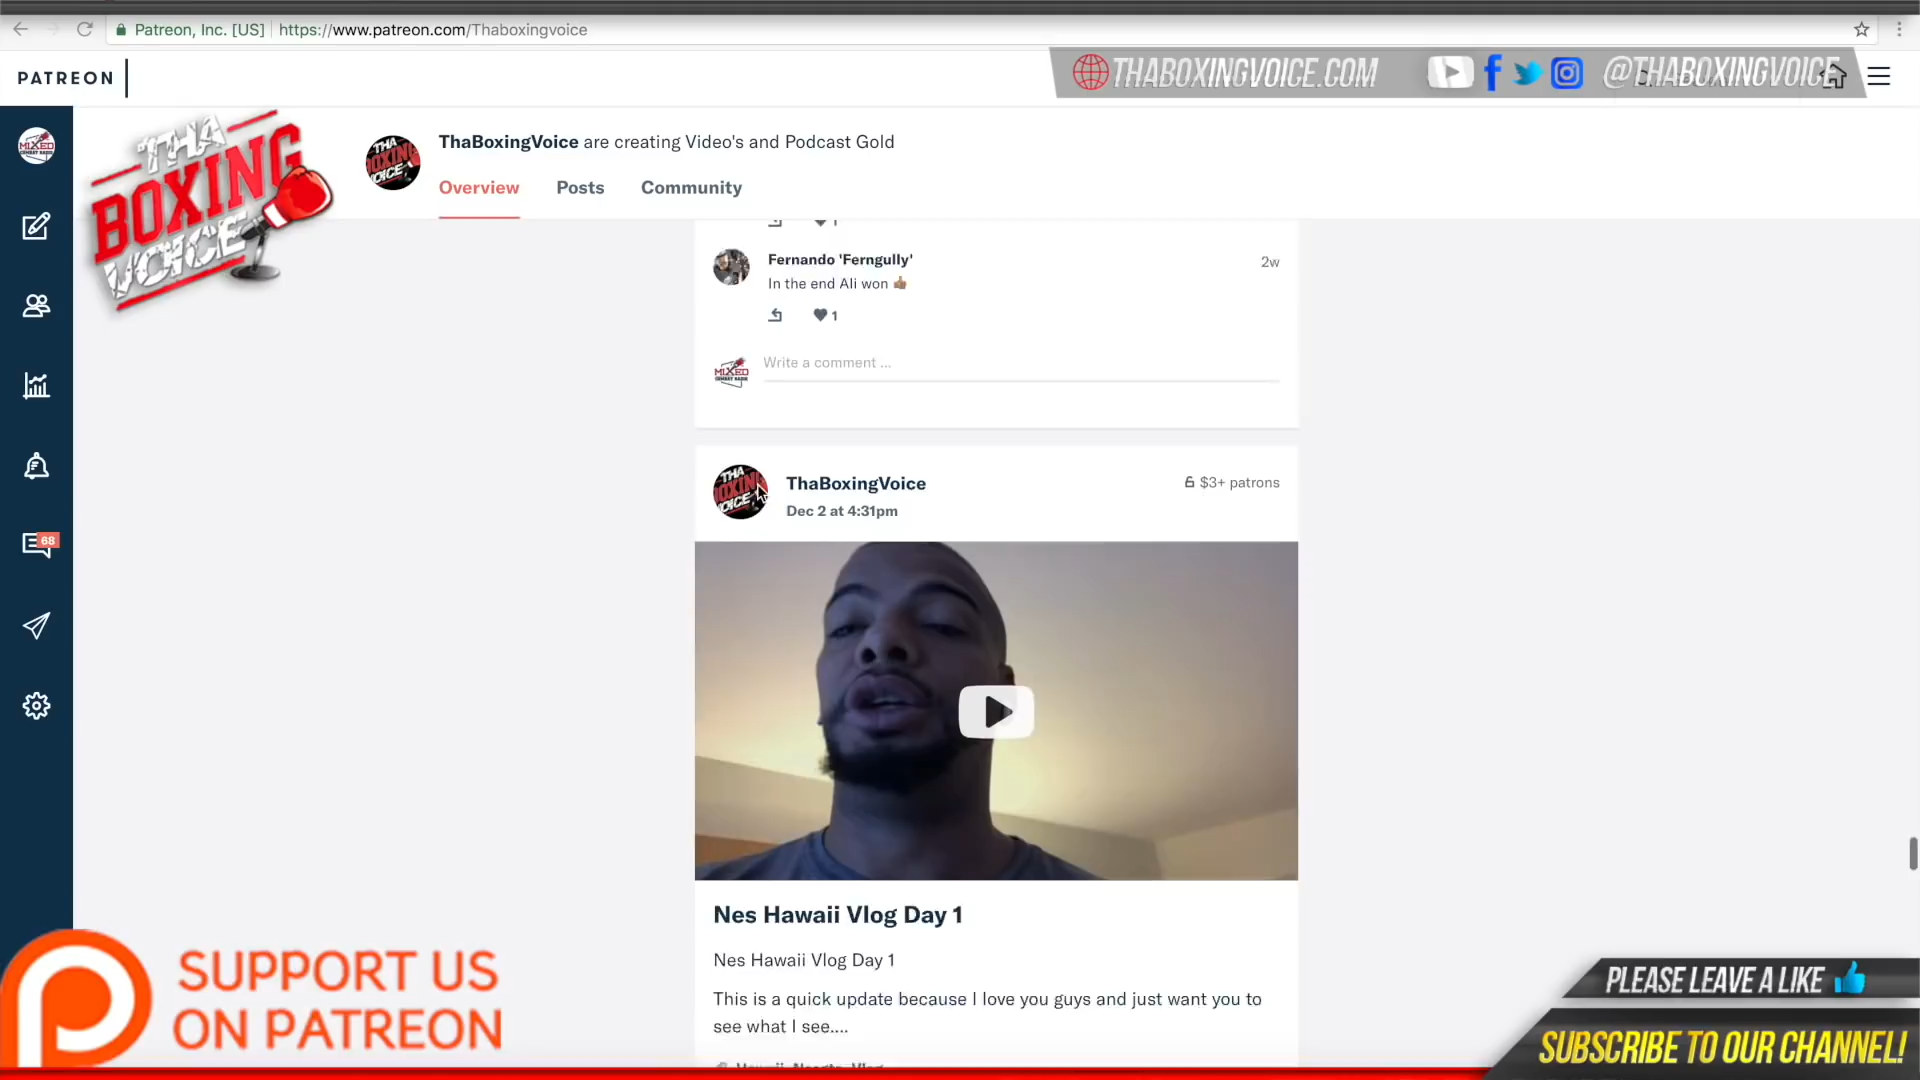 Patreon, Inc. [US] https://www.patreon.com/Thaboxingvoice
PATREON
THABOXINGVOICE.COM @THABOXINGVOICE
THA
BOXING
VOICE
ThaBoxingVoice are creating Video's and Podcast Gold
Overview Posts Community
Fernando 'Ferngully' 2w
In the end Ali won 👍🏽
1
MIXED
Write a comment ...
68
THA
BOXING
VOICE
ThaBoxingVoice $3+ patrons
Dec 2 at 4:31pm
Nes Hawaii Vlog Day 1
Nes Hawaii Vlog Day 1
This is a quick update because I love you guys and just want you to
see what I see....
SUPPORT US
ON PATREON
PLEASE LEAVE A LIKE
SUBSCRIBE TO OUR CHANNEL!